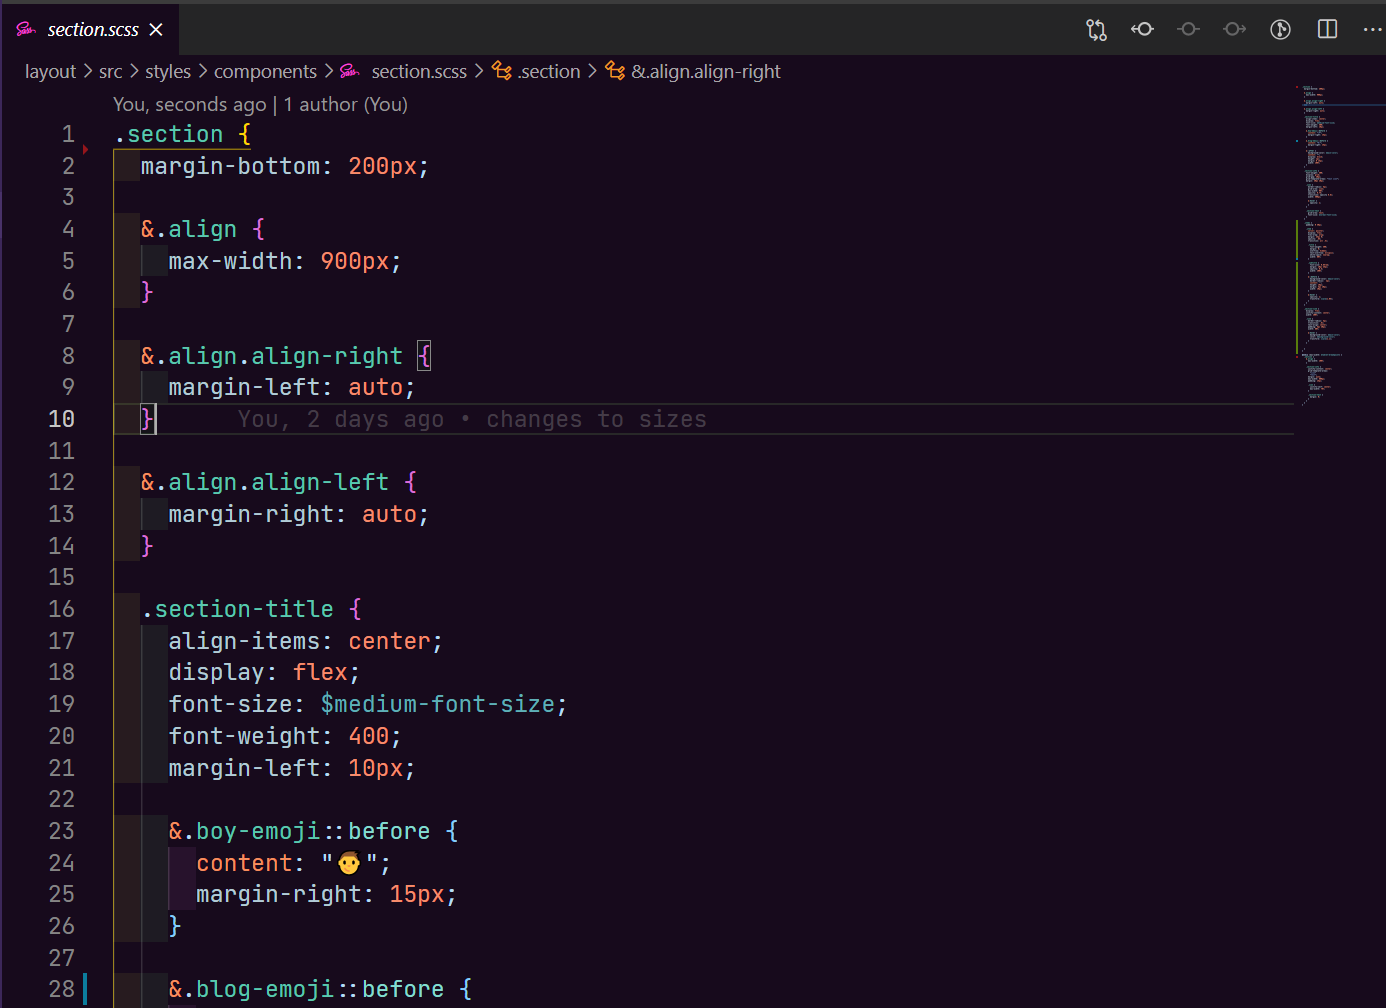 section.scss
layout > src > styles > components > section.scss > .section > &.align.align-right
You, seconds ago | 1 author (You)
1 .section {
2 margin-bottom: 200px;
3
4 &.align {
5 max-width: 900px;
6 }
7
8 &.align.align-right {
9 margin-left: auto;
10 } You, 2 days ago • changes to sizes
11
12 &.align.align-left {
13 margin-right: auto;
14 }
15
16 .section-title {
17 align-items: center;
18 display: flex;
19 font-size: $medium-font-size;
20 font-weight: 400;
21 margin-left: 10px;
22
23 &.boy-emoji::before {
24 content: "👨";
25 margin-right: 15px;
26 }
27
28 &.blog-emoji::before {